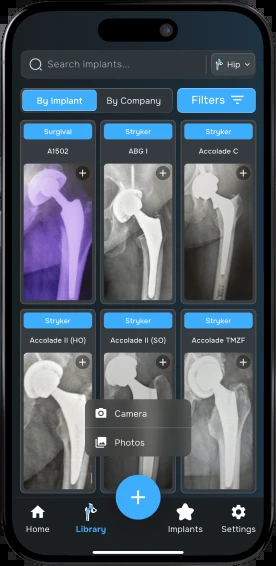 Search implants...
Hip
By Implant
By Company
Filters
Surgival
Stryker
Stryker
A1502
ABG I
Accolade C
Stryker
Stryker
Stryker
Accolade II (HO)
Accolade II (SO)
Accolade TMZF
Camera
Photos
Home
Library
Implants
Settings